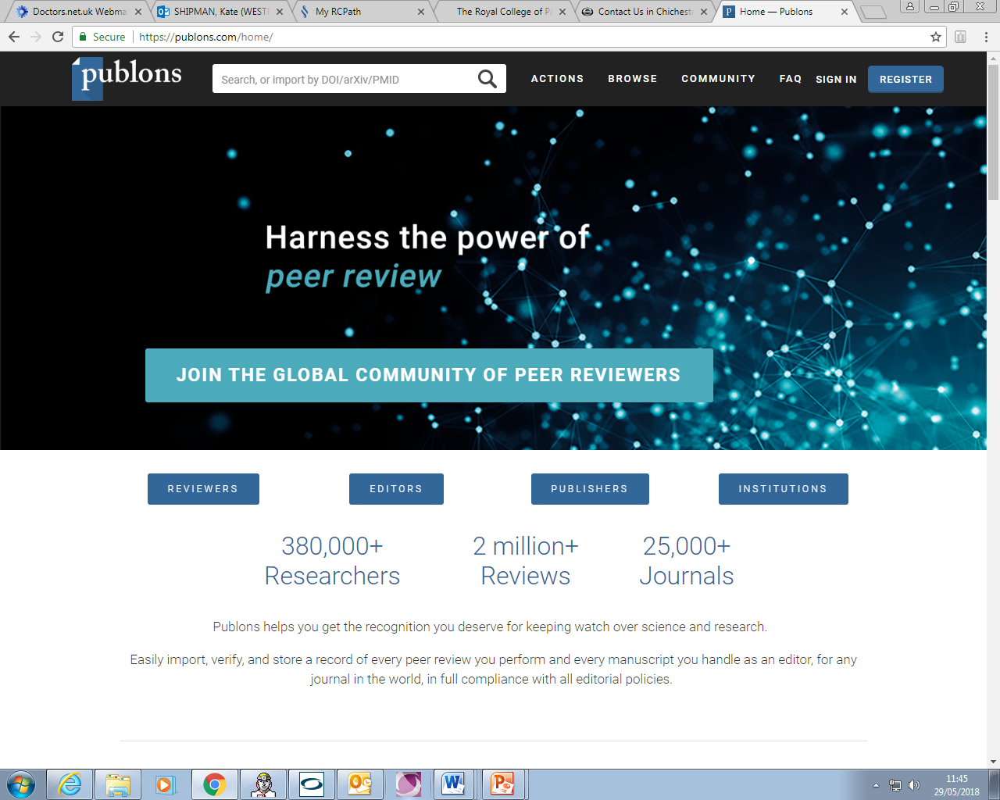 Doctors.net.uk Webma
SHIPMAN, Kate (WEST
My RCPath
The Royal College of P
Contact Us in Chichest
Home — Publons
Secure
https://publons.com/home/
publons
Search, or import by DOI/arXiv/PMID
ACTIONS
BROWSE
COMMUNITY
FAQ
SIGN IN
REGISTER
Harness the power of
peer review
JOIN THE GLOBAL COMMUNITY OF PEER REVIEWERS
REVIEWERS
EDITORS
PUBLISHERS
INSTITUTIONS
380,000+
Researchers
2 million+
Reviews
25,000+
Journals
Publons helps you get the recognition you deserve for keeping watch over science and research.
Easily import, verify, and store a record of every peer review you perform and every manuscript you handle as an editor, for any
journal in the world, in full compliance with all editorial policies.
11:45
29/05/2018